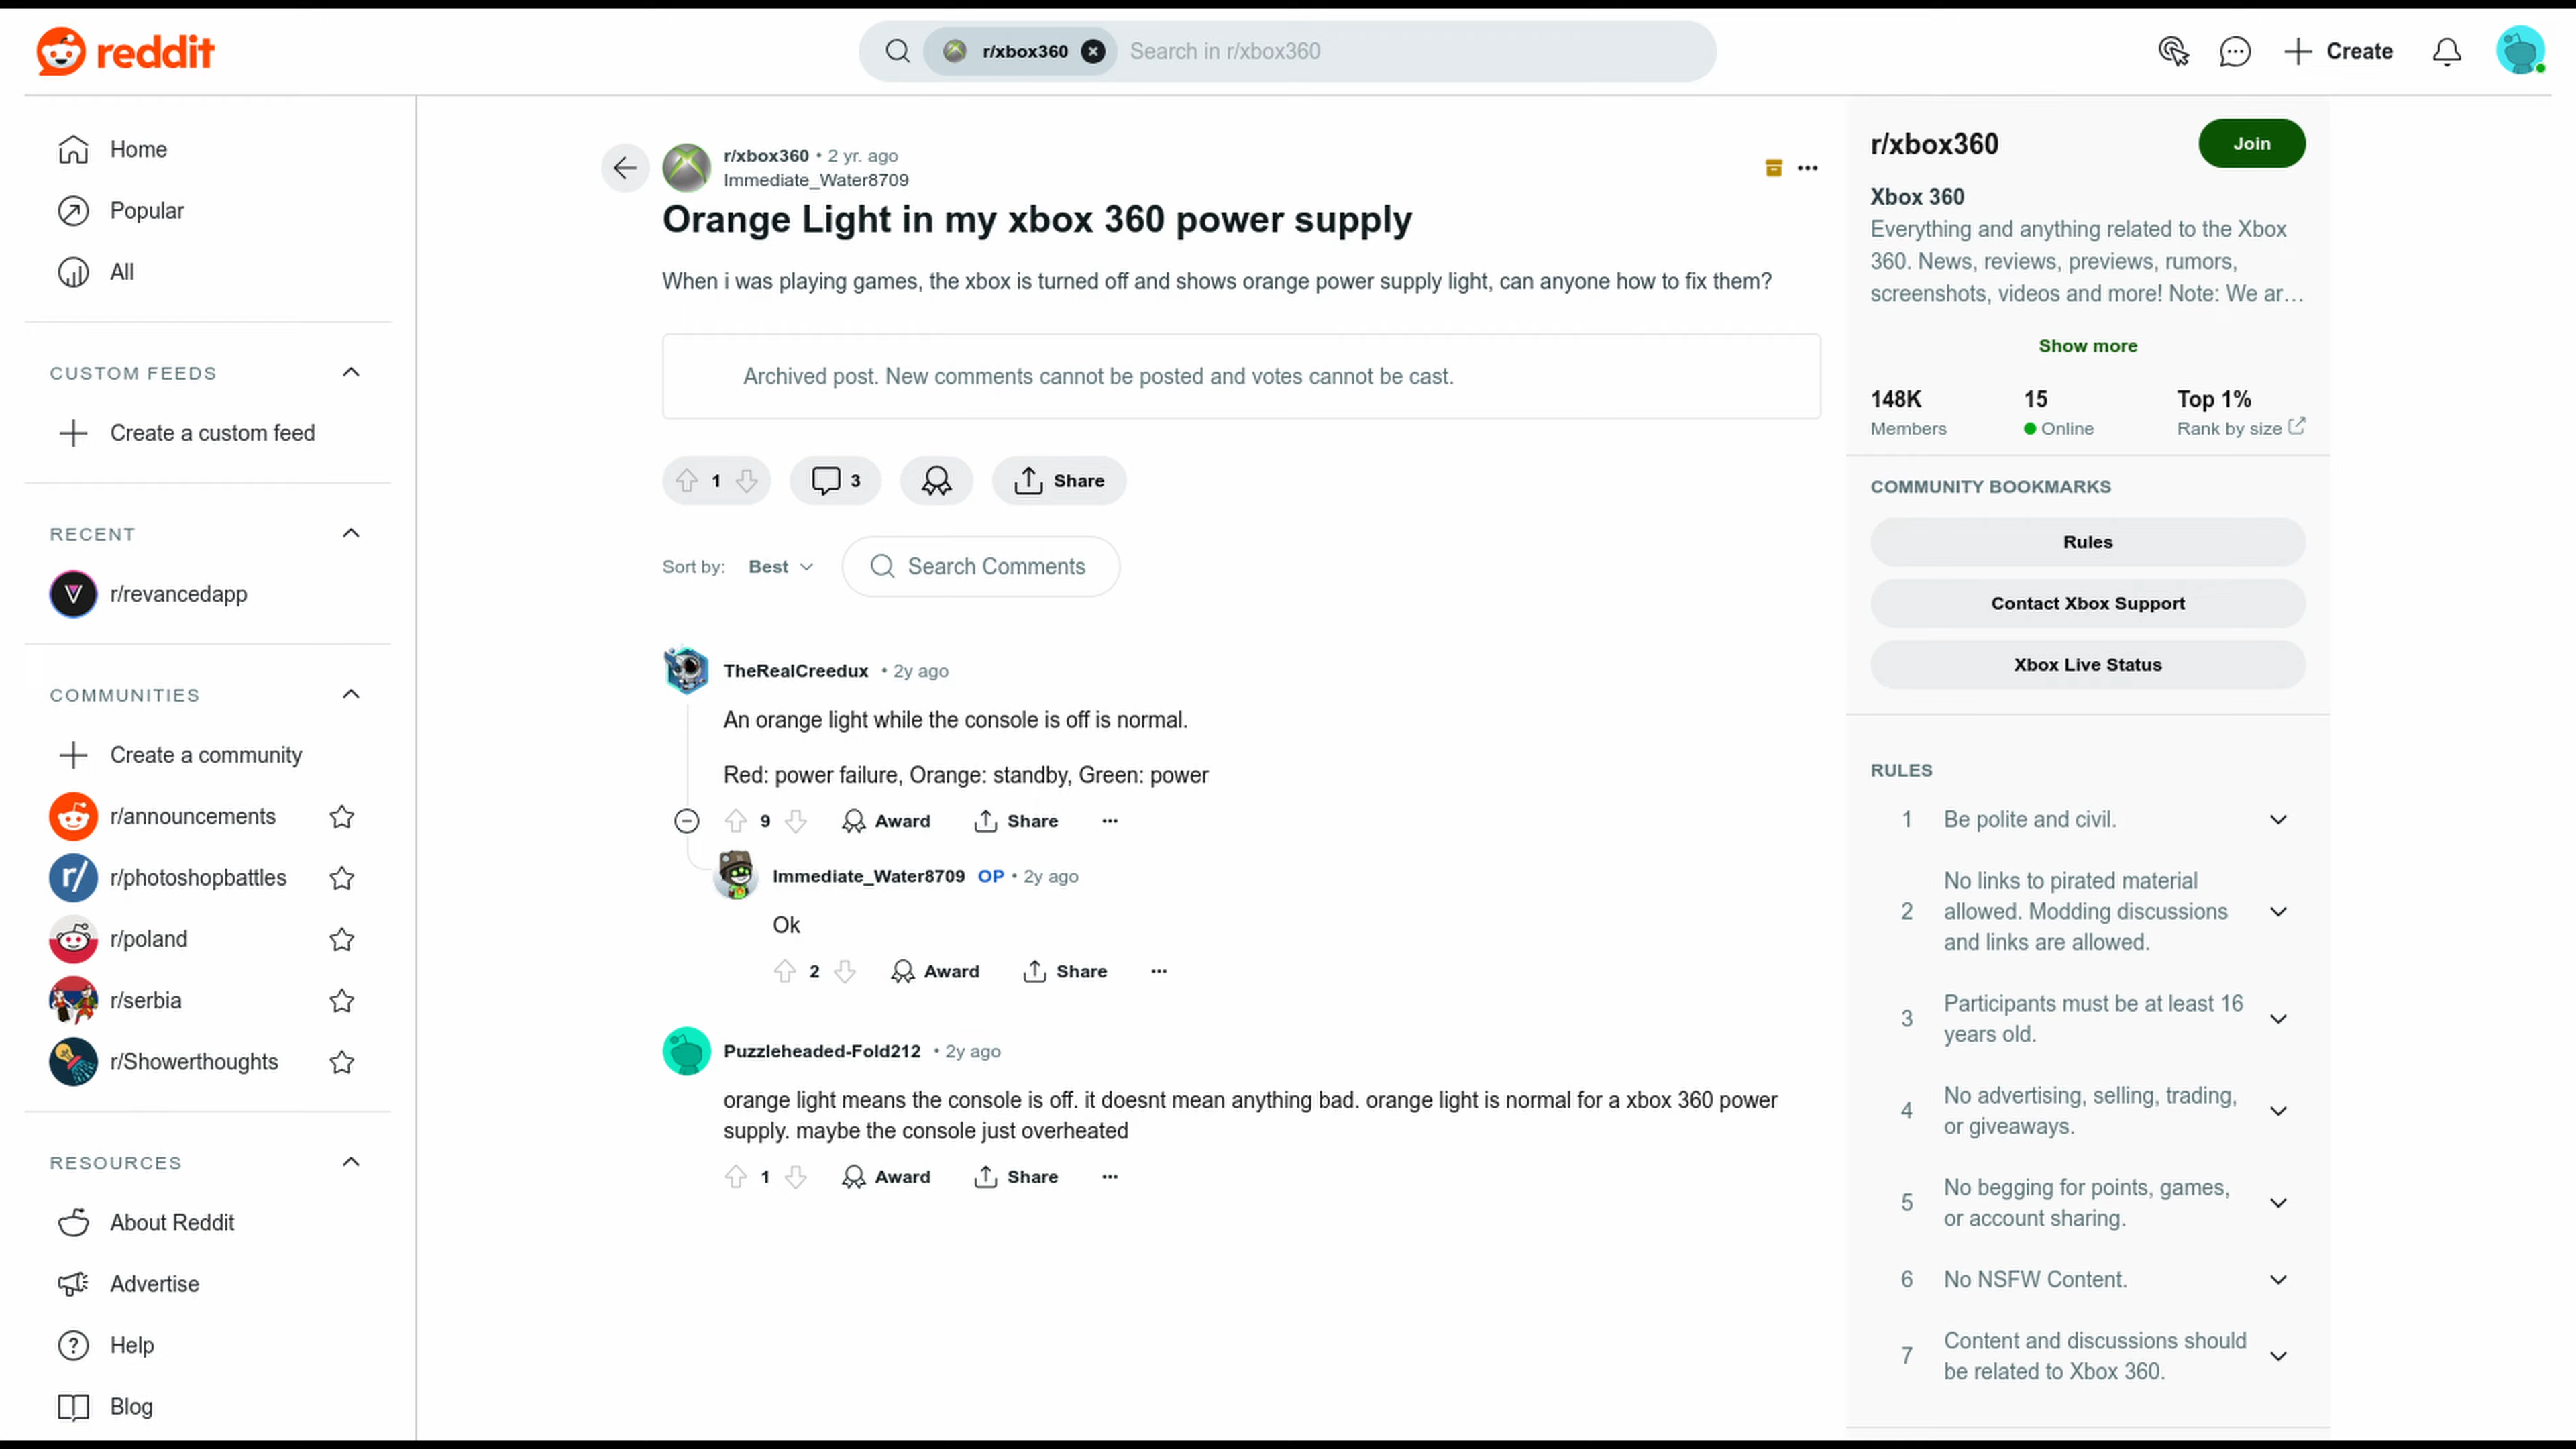 reddit
r/xbox360
Search in r/xbox360
Create
Home
Popular
All
CUSTOM FEEDS
Create a custom feed
RECENT
r/revancedapp
COMMUNITIES
Create a community
r/announcements
r/photoshopbattles
r/poland
r/serbia
r/Showerthoughts
RESOURCES
About Reddit
Advertise
Help
Blog
r/xbox360 • 2 yr. ago
Immediate_Water8709
Orange Light in my xbox 360 power supply
When i was playing games, the xbox is turned off and shows orange power supply light, can anyone how to fix them?
Archived post. New comments cannot be posted and votes cannot be cast.
1
3
Share
Sort by: Best
Search Comments
TheRealCreedux • 2y ago
An orange light while the console is off is normal.
Red: power failure, Orange: standby, Green: power
9 Award Share
Immediate_Water8709 OP • 2y ago
Ok
2 Award Share
Puzzleheaded-Fold212 • 2y ago
orange light means the console is off. it doesnt mean anything bad. orange light is normal for a xbox 360 power
supply. maybe the console just overheated
1 Award Share
r/xbox360
Join
Xbox 360
Everything and anything related to the Xbox
360. News, reviews, previews, rumors,
screenshots, videos and more! Note: We ar...
Show more
148K 15 Top 1%
Members Online Rank by size
COMMUNITY BOOKMARKS
Rules
Contact Xbox Support
Xbox Live Status
RULES
1 Be polite and civil.
2 No links to pirated material
allowed. Modding discussions
and links are allowed.
3 Participants must be at least 16
years old.
4 No advertising, selling, trading,
or giveaways.
5 No begging for points, games,
or account sharing.
6 No NSFW Content.
7 Content and discussions should
be related to Xbox 360.